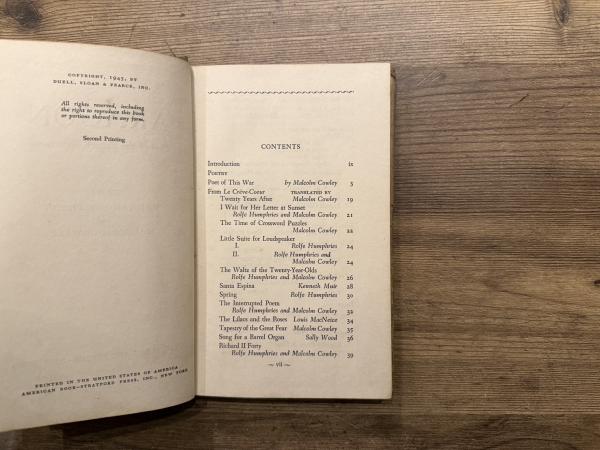 COPYRIGHT, 1945, BY
DUELL, SLOAN & PEARCE, INC.
All rights reserved, including
the right to reproduce this book
or portions thereof in any form.
Second Printing
PRINTED IN THE UNITED STATES OF AMERICA
AMERICAN BOOK–STRATFORD PRESS, INC., NEW YORK
CONTENTS
Introduction ix
POETRY
Poet of This War by Malcolm Cowley 3
From Le Crève-Coeur TRANSLATED BY
Twenty Years After Malcolm Cowley 19
I Wait for Her Letter at Sunset
Rolfe Humphries and Malcolm Cowley 21
The Time of Crossword Puzzles
Malcolm Cowley 22
Little Suite for Loudspeaker
I. Rolfe Humphries 24
II. Rolfe Humphries and
Malcolm Cowley 24
The Waltz of the Twenty-Year-Olds
Rolfe Humphries and Malcolm Cowley 26
Santa Espina Kenneth Muir 28
Spring Rolfe Humphries 30
The Interrupted Poem
Rolfe Humphries and Malcolm Cowley 32
The Lilacs and the Roses Louis MacNeice 34
Tapestry of the Great Fear Malcolm Cowley 35
Song for a Barrel Organ Sally Wood 36
Richard II Forty
Rolfe Humphries and Malcolm Cowley 39
~ vii ~